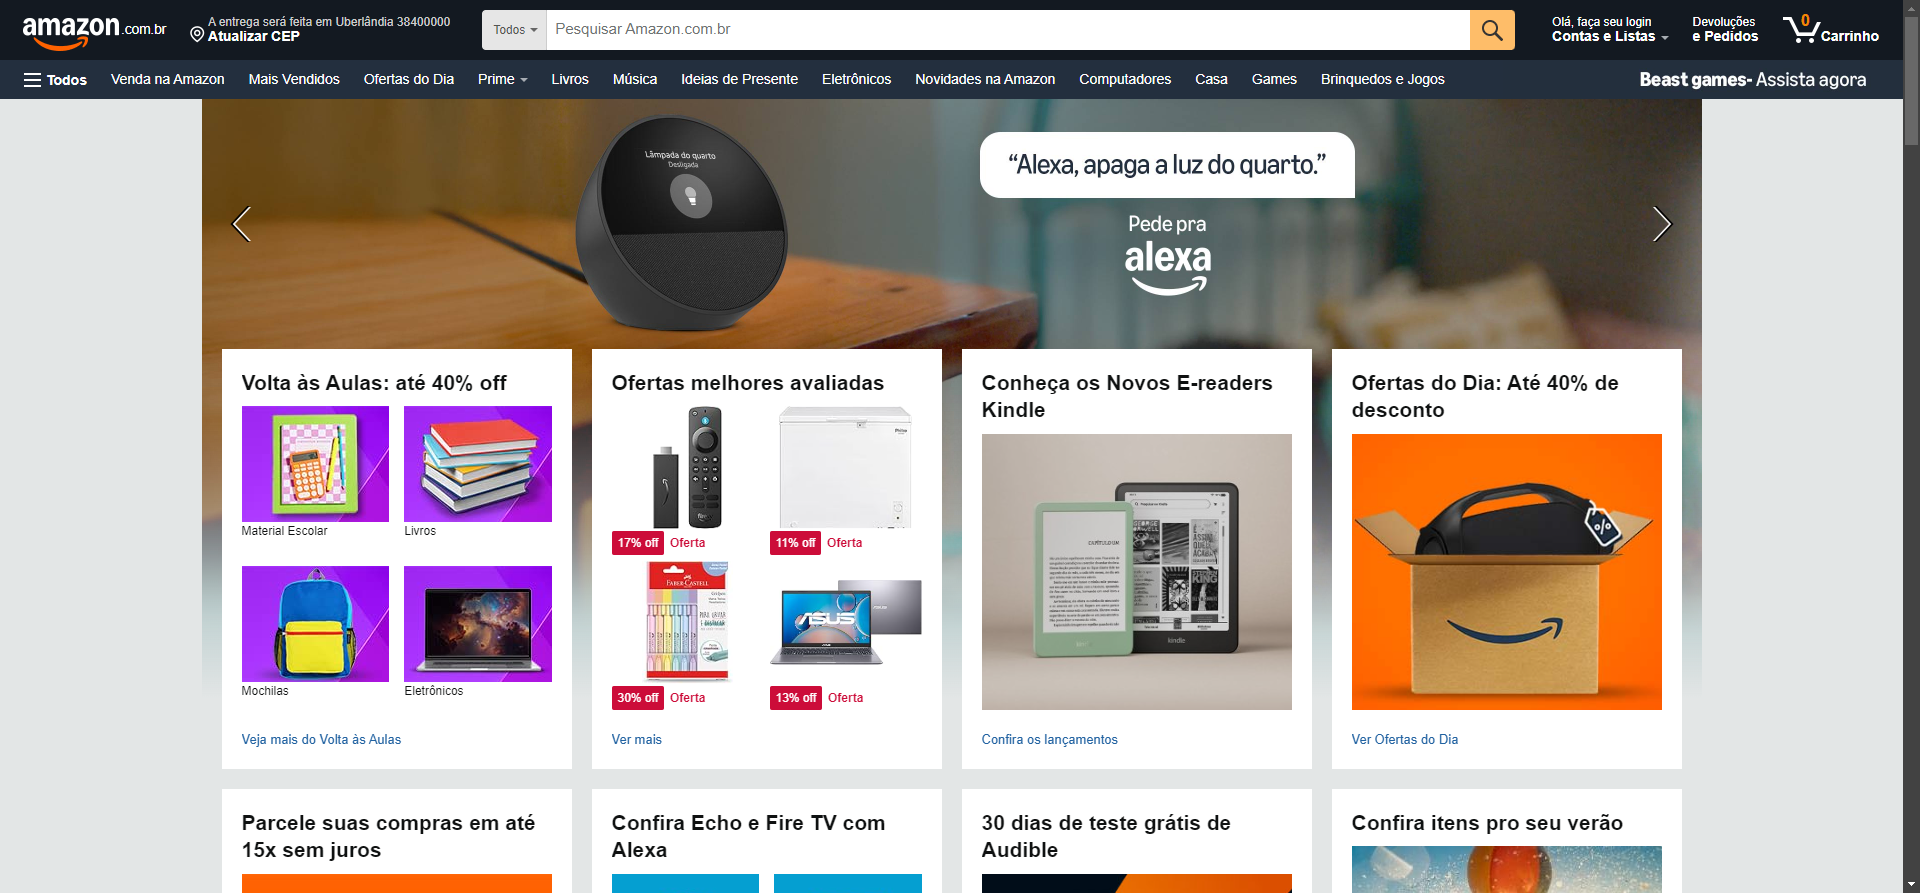 amazon.com.br
A entrega será feita em Uberlândia 38400000
Atualizar CEP
Todos
Pesquisar Amazon.com.br
Olá, faça seu login
Contas e Listas
Devoluções
e Pedidos
0
Carrinho
Todos
Venda na Amazon
Mais Vendidos
Ofertas do Dia
Prime
Livros
Música
Ideias de Presente
Eletrônicos
Novidades na Amazon
Computadores
Casa
Games
Brinquedos e Jogos
Beast games- Assista agora
Lâmpada do quarto
Desligada
“Alexa, apaga a luz do quarto.”
Pede pra
alexa
Volta às Aulas: até 40% off
Material Escolar
Livros
Mochilas
Eletrônicos
Veja mais do Volta às Aulas
Ofertas melhores avaliadas
17% off Oferta
11% off Oferta
FABER-CASTELL
ASUS
30% off Oferta
13% off Oferta
Ver mais
Conheça os Novos E-readers
Kindle
CAPÍTULO UM
kindle
Confira os lançamentos
Ofertas do Dia: Até 40% de
desconto
%
Ver Ofertas do Dia
Parcele suas compras em até
15x sem juros
Confira Echo e Fire TV com
Alexa
30 dias de teste grátis de
Audible
Confira itens pro seu verão